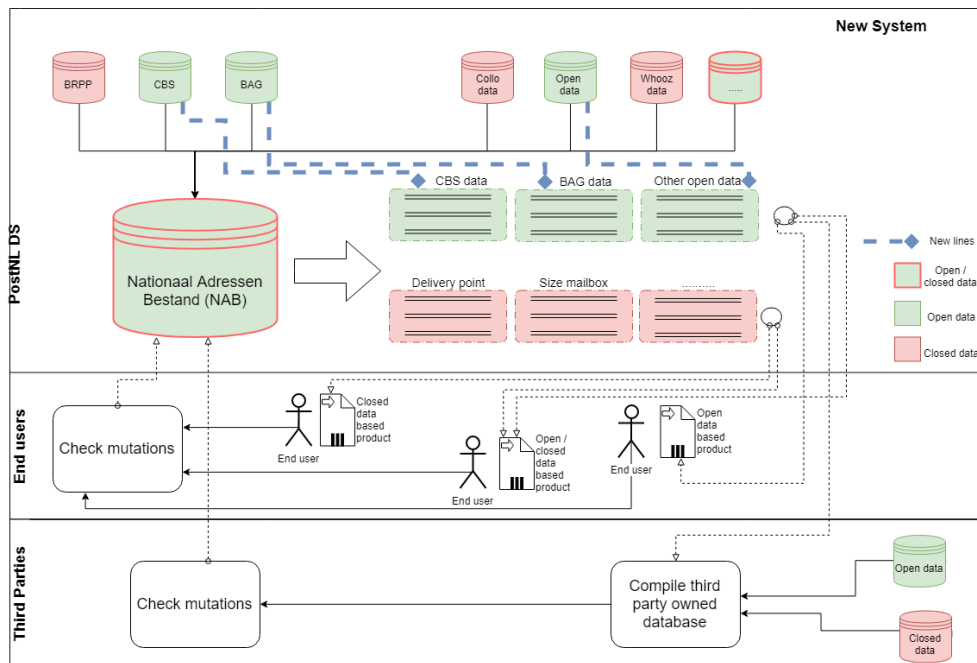 New System
BRPP
CBS
BAG
Collo
data
Open
data
Whooz
data
.....
CBS data
BAG data
Other open data
PostNL DS
Nationaal Adressen
Bestand (NAB)
Delivery point
Size mailbox
..........
New lines
Open /
closed data
Open data
Closed data
End users
Check mutations
End user
Closed
data
based
product
End user
Open /
closed
data
based
product
End user
Open
data
based
product
Third Parties
Check mutations
Compile third
party owned
database
Open data
Closed
data